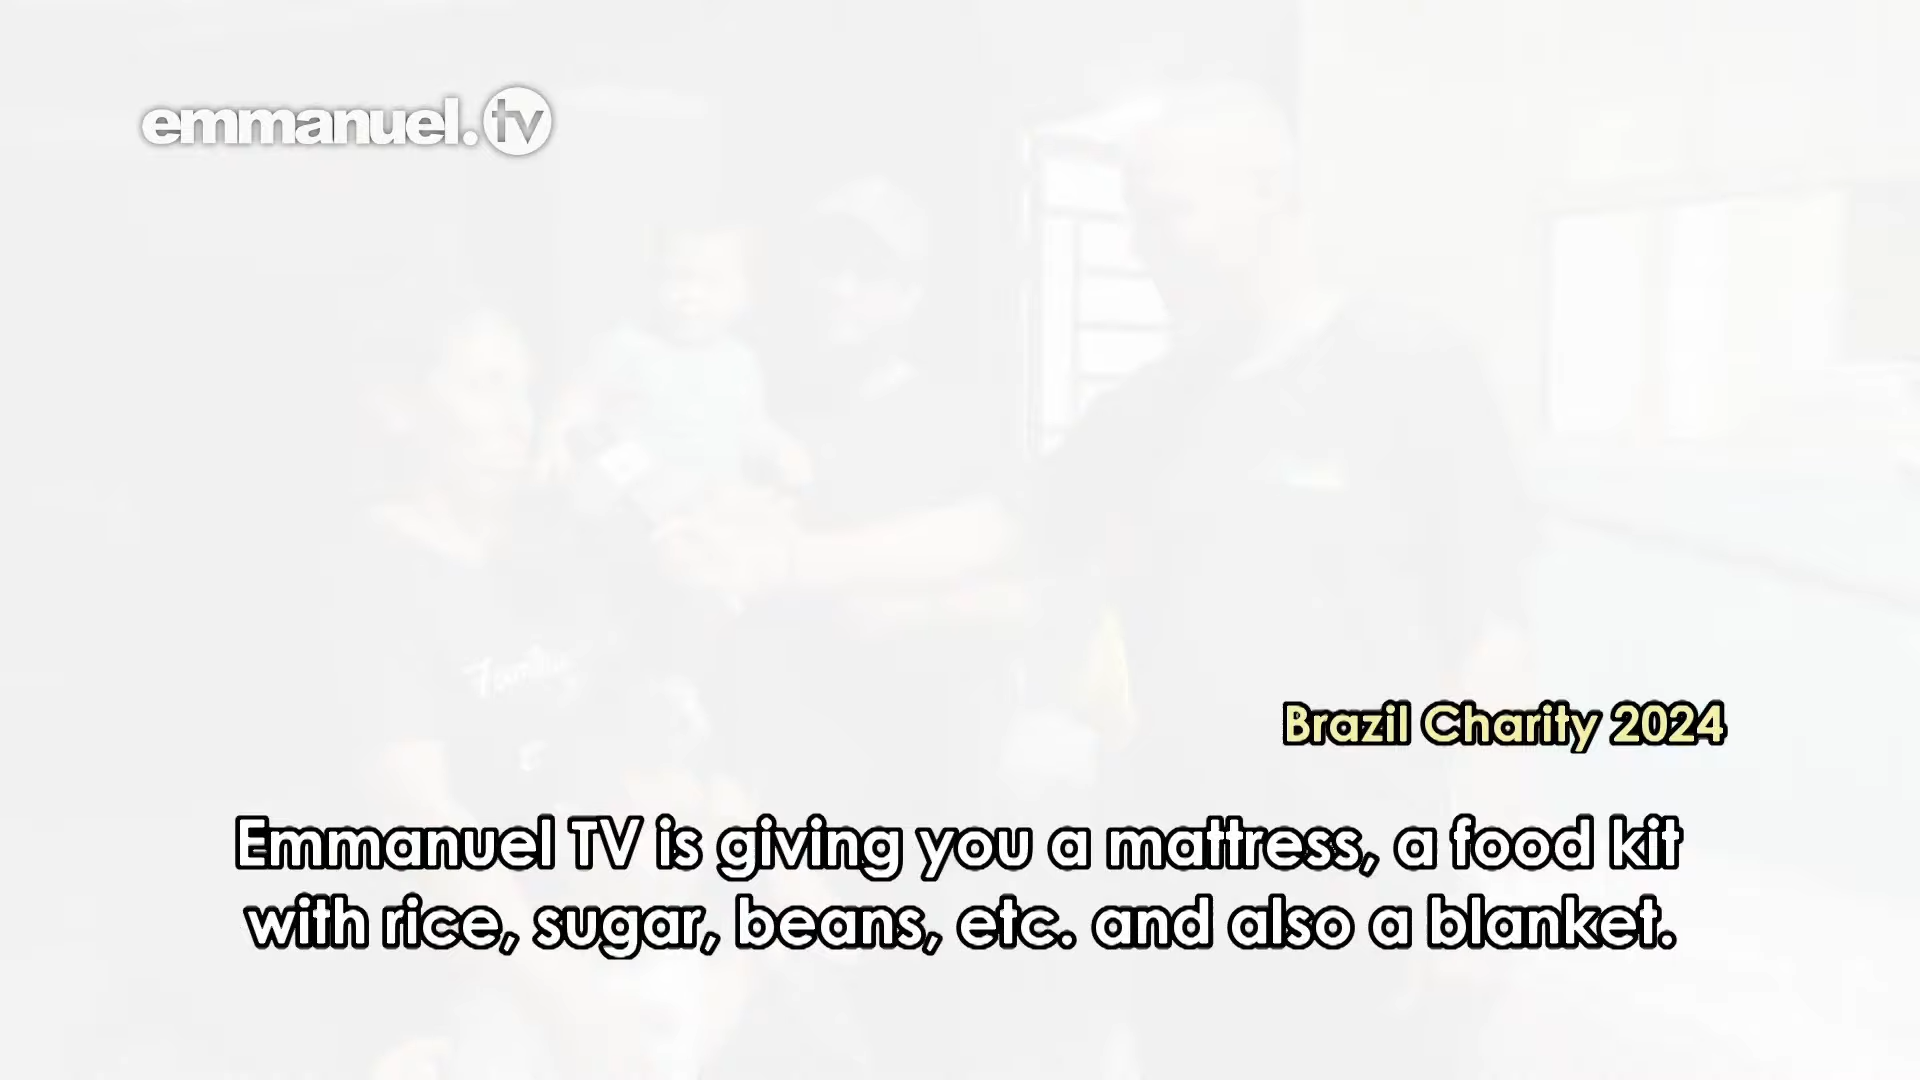 emmanuel.tv
Family
Brazil Charity 2024
Emmanuel TV is giving you a mattress, a food kit
with rice, sugar, beans, etc. and also a blanket.